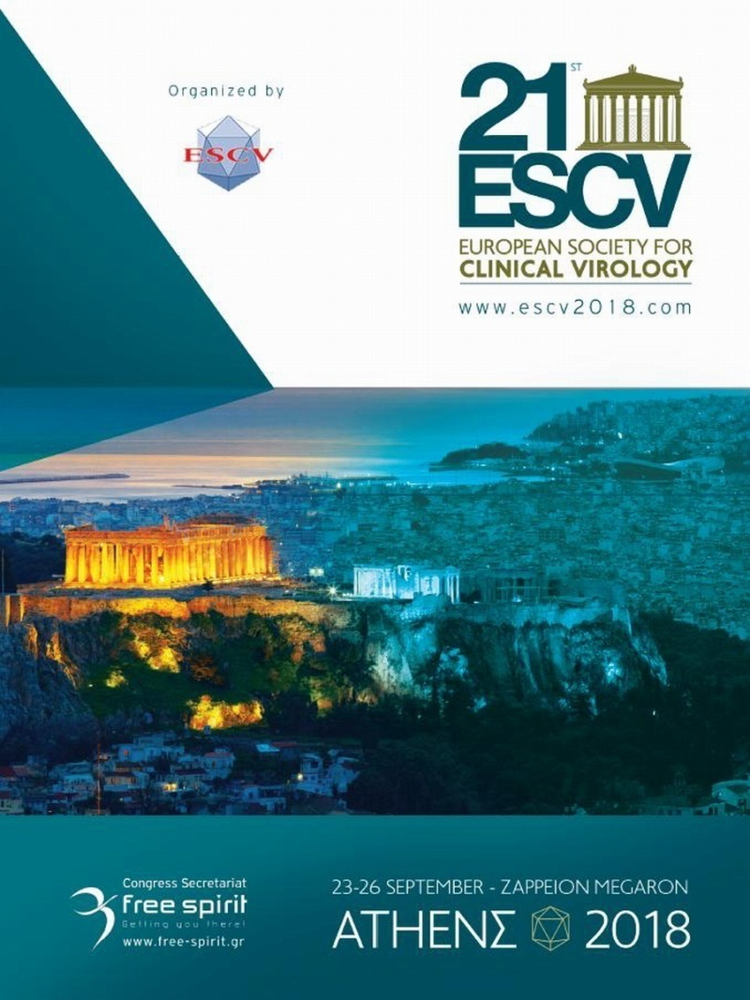 Organized by
ESCV
21ST
ESCV
EUROPEAN SOCIETY FOR
CLINICAL VIROLOGY
www.escv2018.com
Congress Secretariat
free spirit
Getting you there!
www.free-spirit.gr
23-26 SEPTEMBER - ZAPPEION MEGARON
ATHENΣ 2018